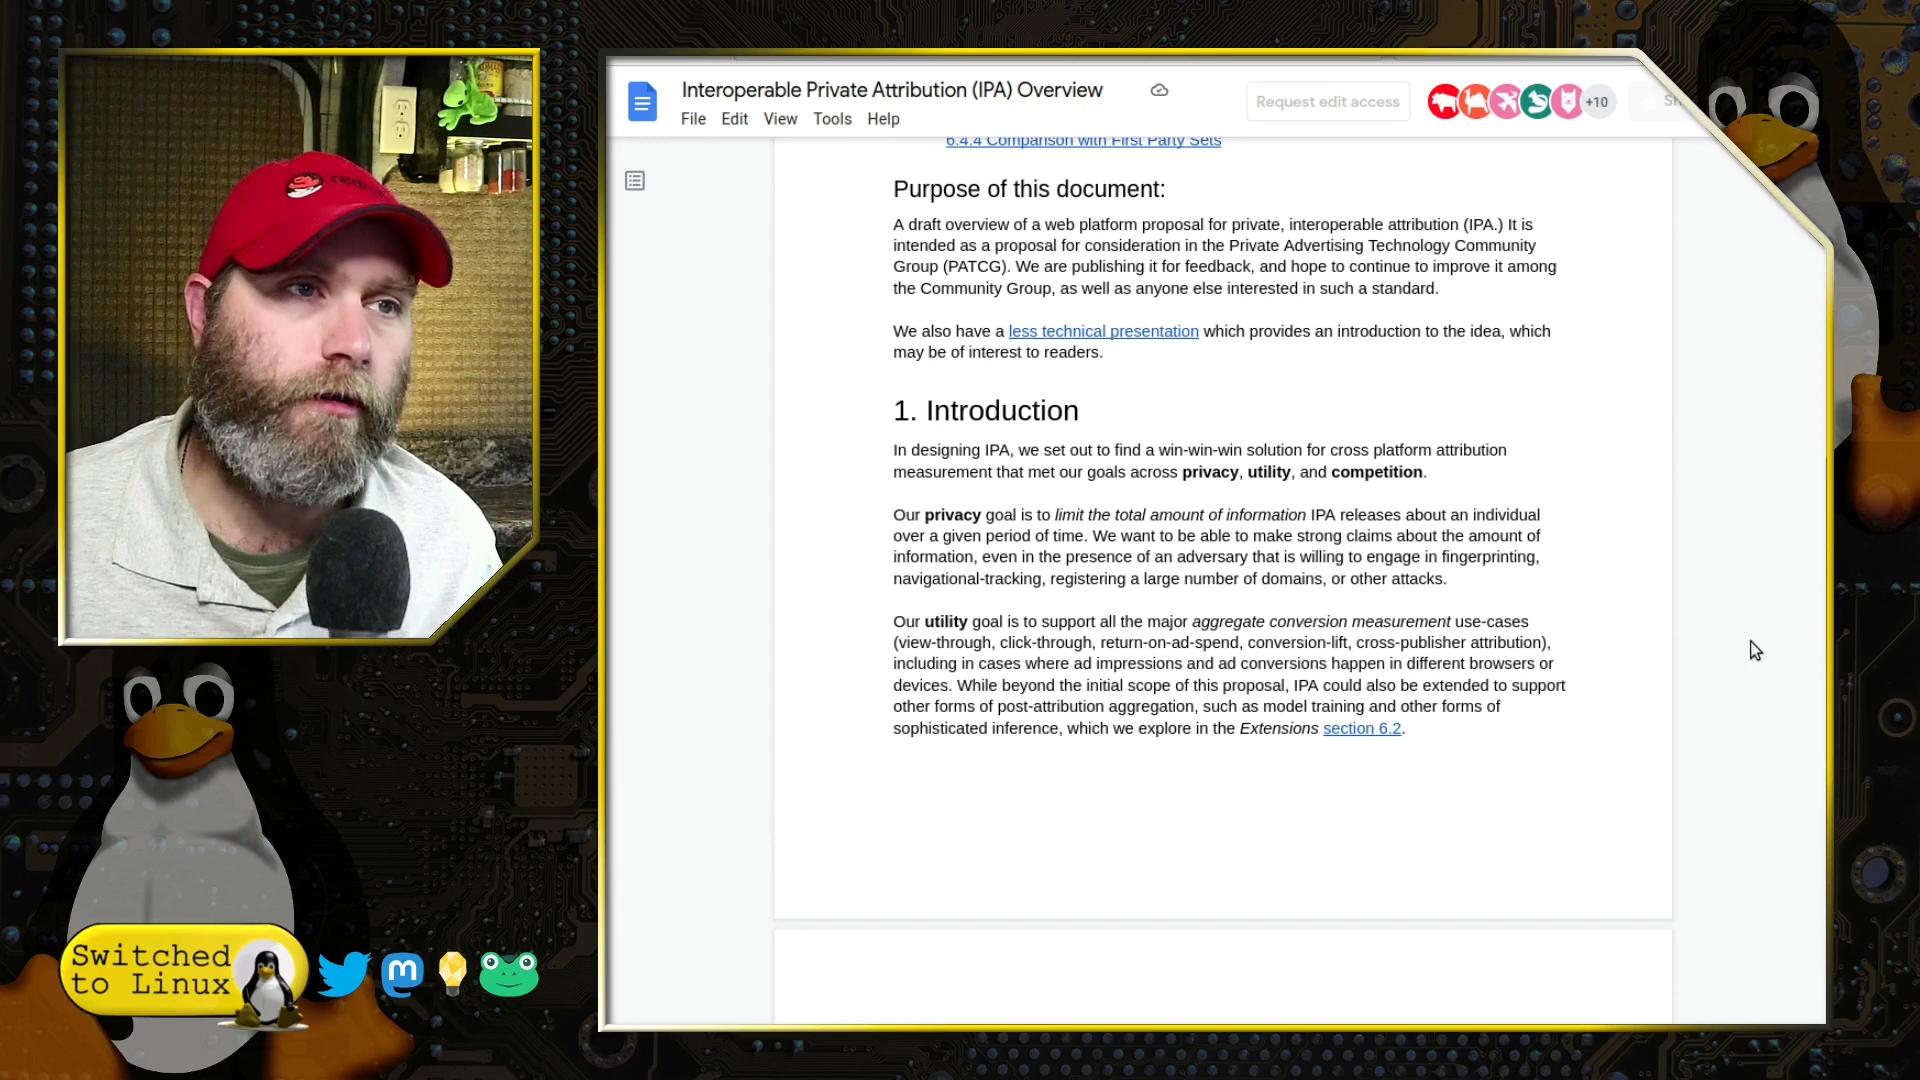 redhat
Interoperable Private Attribution (IPA) Overview
File Edit View Tools Help
Request edit access
+10
6.4.4 Comparison with First Party Sets
Purpose of this document:
A draft overview of a web platform proposal for private, interoperable attribution (IPA.) It is
intended as a proposal for consideration in the Private Advertising Technology Community
Group (PATCG). We are publishing it for feedback, and hope to continue to improve it among
the Community Group, as well as anyone else interested in such a standard.
We also have a less technical presentation which provides an introduction to the idea, which
may be of interest to readers.
1. Introduction
In designing IPA, we set out to find a win-win-win solution for cross platform attribution
measurement that met our goals across privacy, utility, and competition.
Our privacy goal is to limit the total amount of information IPA releases about an individual
over a given period of time. We want to be able to make strong claims about the amount of
information, even in the presence of an adversary that is willing to engage in fingerprinting,
navigational-tracking, registering a large number of domains, or other attacks.
Our utility goal is to support all the major aggregate conversion measurement use-cases
(view-through, click-through, return-on-ad-spend, conversion-lift, cross-publisher attribution),
including in cases where ad impressions and ad conversions happen in different browsers or
devices. While beyond the initial scope of this proposal, IPA could also be extended to support
other forms of post-attribution aggregation, such as model training and other forms of
sophisticated inference, which we explore in the Extensions section 6.2.
Switched
to Linux